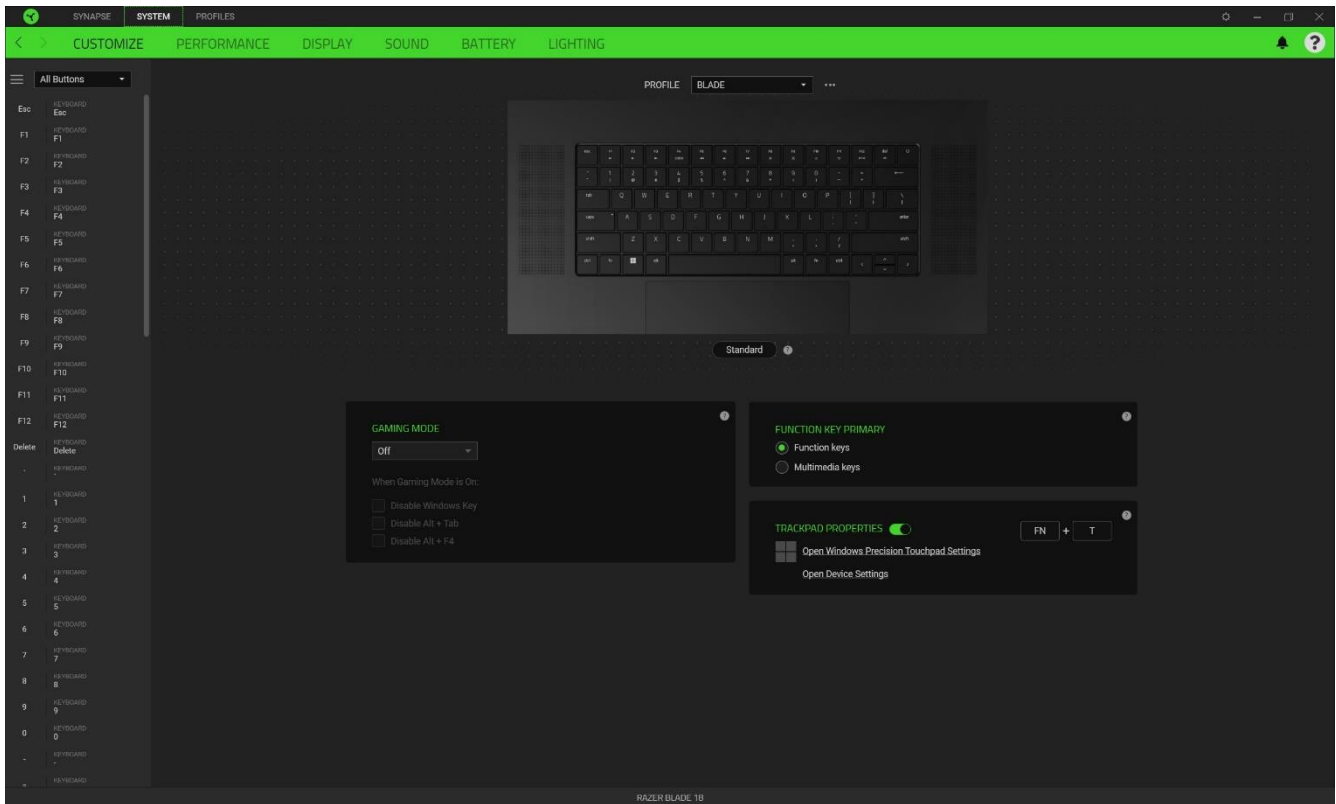 SYNAPSE SYSTEM PROFILES
CUSTOMIZE PERFORMANCE DISPLAY SOUND BATTERY LIGHTING
All Buttons
PROFILE BLADE
Esc KEYBOARD
Esc
F1 KEYBOARD
F1
F2 KEYBOARD
F2
F3 KEYBOARD
F3
F4 KEYBOARD
F4
F5 KEYBOARD
F5
F6 KEYBOARD
F6
F7 KEYBOARD
F7
F8 KEYBOARD
F8
F9 KEYBOARD
F9
F10 KEYBOARD
F10
F11 KEYBOARD
F11
F12 KEYBOARD
F12
Delete KEYBOARD
Delete
KEYBOARD
1 KEYBOARD
1
2 KEYBOARD
2
3 KEYBOARD
3
4 KEYBOARD
4
5 KEYBOARD
5
6 KEYBOARD
6
7 KEYBOARD
7
8 KEYBOARD
8
9 KEYBOARD
9
0 KEYBOARD
0
- KEYBOARD
-
KEYBOARD
Q W E R T Y U I O P
A S D F G H J K L
Z X C V B N M
Standard
GAMING MODE
Off
When Gaming Mode is On:
Disable Windows Key
Disable Alt + Tab
Disable Alt + F4
FUNCTION KEY PRIMARY
Function keys
Multimedia keys
TRACKPAD PROPERTIES FN + T
Open Windows Precision Touchpad Settings
Open Device Settings
RAZER BLADE 18